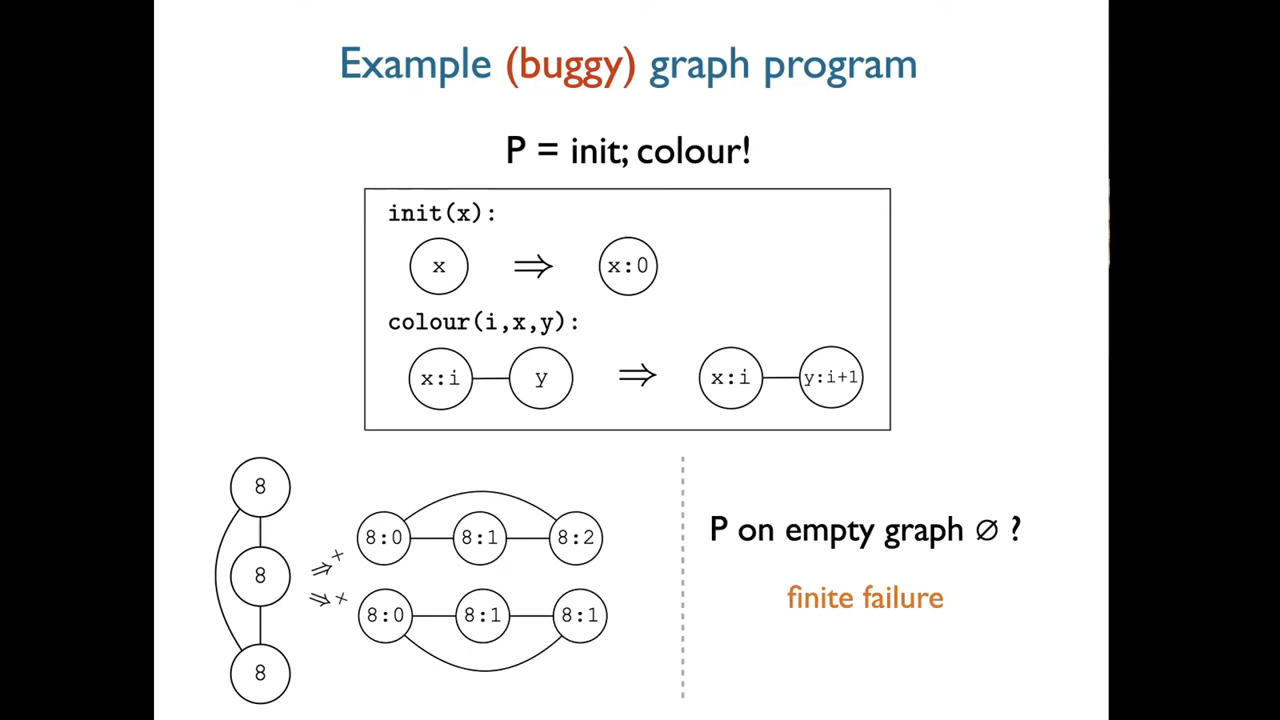 Example (buggy) graph program
P = init; colour!
init(x):
x ⇒ x:0
colour(i,x,y):
x:i y ⇒ x:i y:i+1
8
8
8
⇒+
⇒×
8:0 8:1 8:2
8:0 8:1 8:1
P on empty graph ∅ ?
finite failure